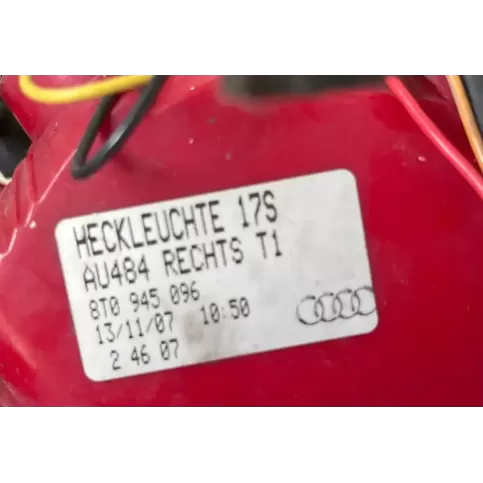 HECKLEUCHTE 17S
AU484 RECHTS T1
8T0 945 096
13/11/07 10:50
2 46 07